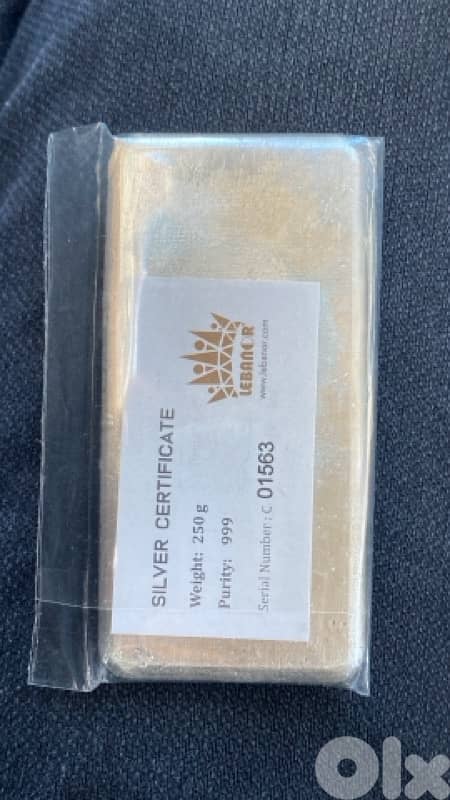 LEBANOR
www.lebanor.com
SILVER CERTIFICATE
Weight: 250 g
Purity: 999
Serial Number: C 01563
OLX